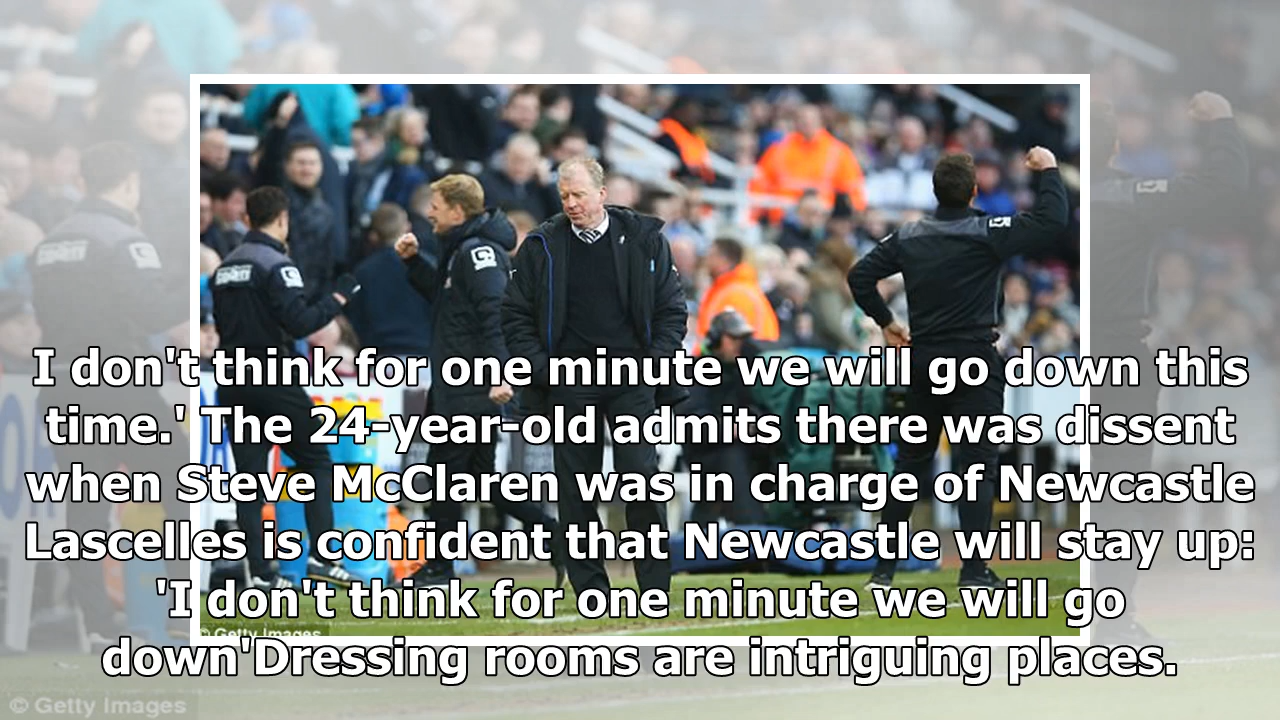 I don't think for one minute we will go down this
time.' The 24-year-old admits there was dissent
when Steve McClaren was in charge of Newcastle
Lascelles is confident that Newcastle will stay up:
'I don't think for one minute we will go
© Getty Images
down'Dressing rooms are intriguing places.
© Getty Images